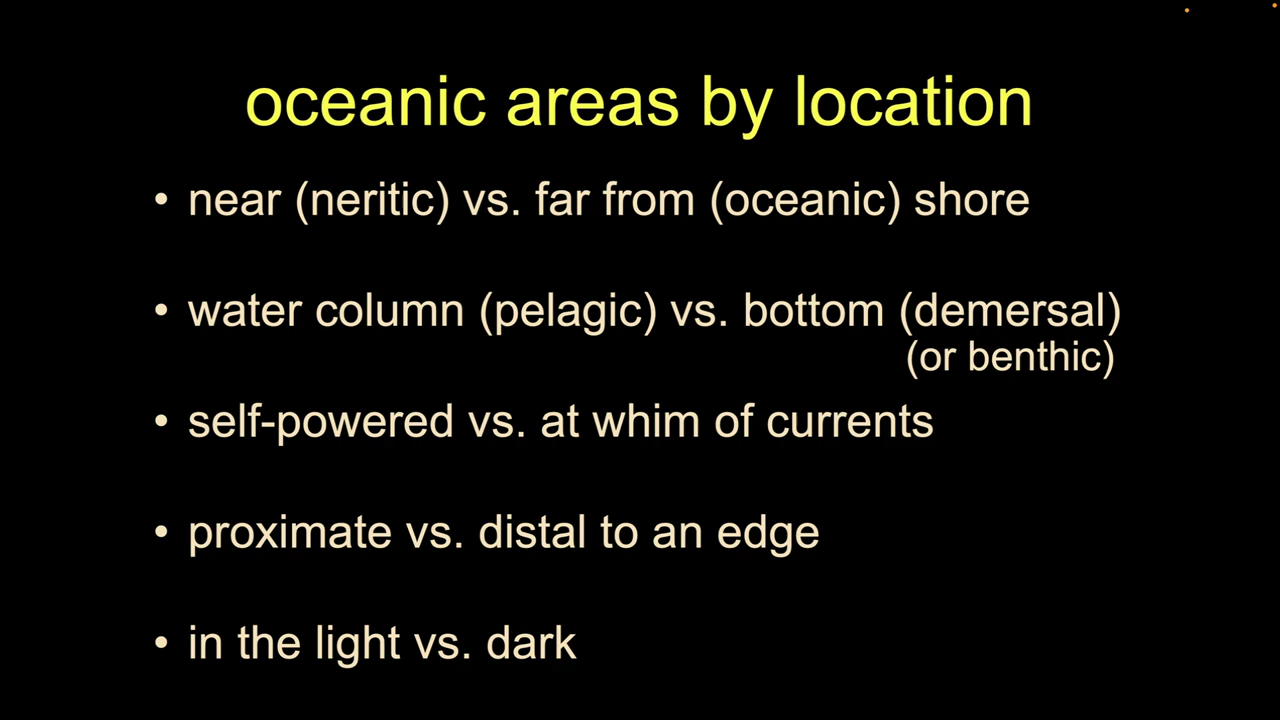 oceanic areas by location
• near (neritic) vs. far from (oceanic) shore
• water column (pelagic) vs. bottom (demersal)
(or benthic)
• self-powered vs. at whim of currents
• proximate vs. distal to an edge
• in the light vs. dark